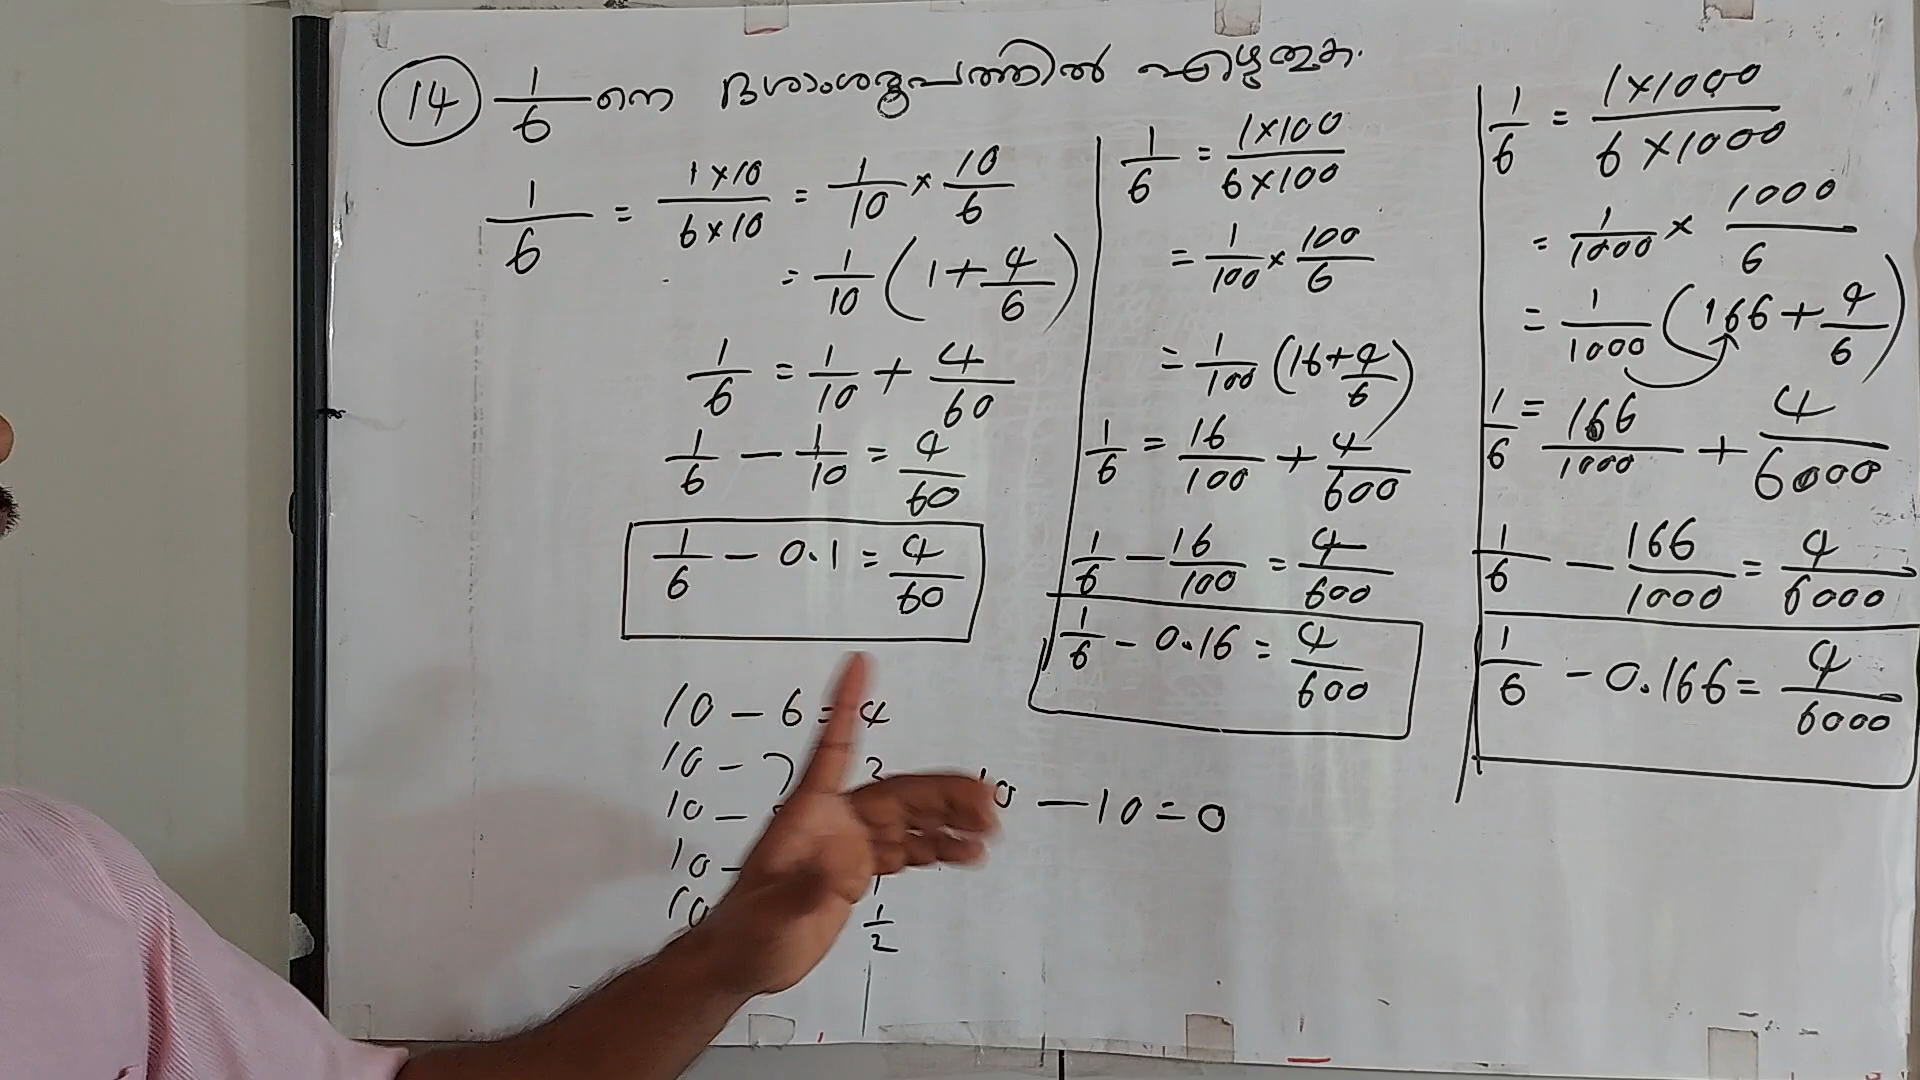 14 1/6 നെ ദശാംശരൂപത്തിൽ എഴുതുക.
1/6 = (1×10)/(6×10) = 1/10 × 10/6
= 1/10 (1 + 4/6)
1/6 = 1/10 + 4/60
1/6 − 1/10 = 4/60
1/6 − 0.1 = 4/60
10 − 6 = 4
10 −
10 −
10 −
10
1/2
− 10 = 0
1/6 = (1×100)/(6×100)
= 1/100 × 100/6
= 1/100 (16 + 4/6)
1/6 = 16/100 + 4/600
1/6 − 16/100 = 4/600
1/6 − 0.16 = 4/600
1/6 = (1×1000)/(6×1000)
= 1/1000 × 1000/6
= 1/1000 (166 + 4/6)
1/6 = 166/1000 + 4/6000
1/6 − 166/1000 = 4/6000
1/6 − 0.166 = 4/6000